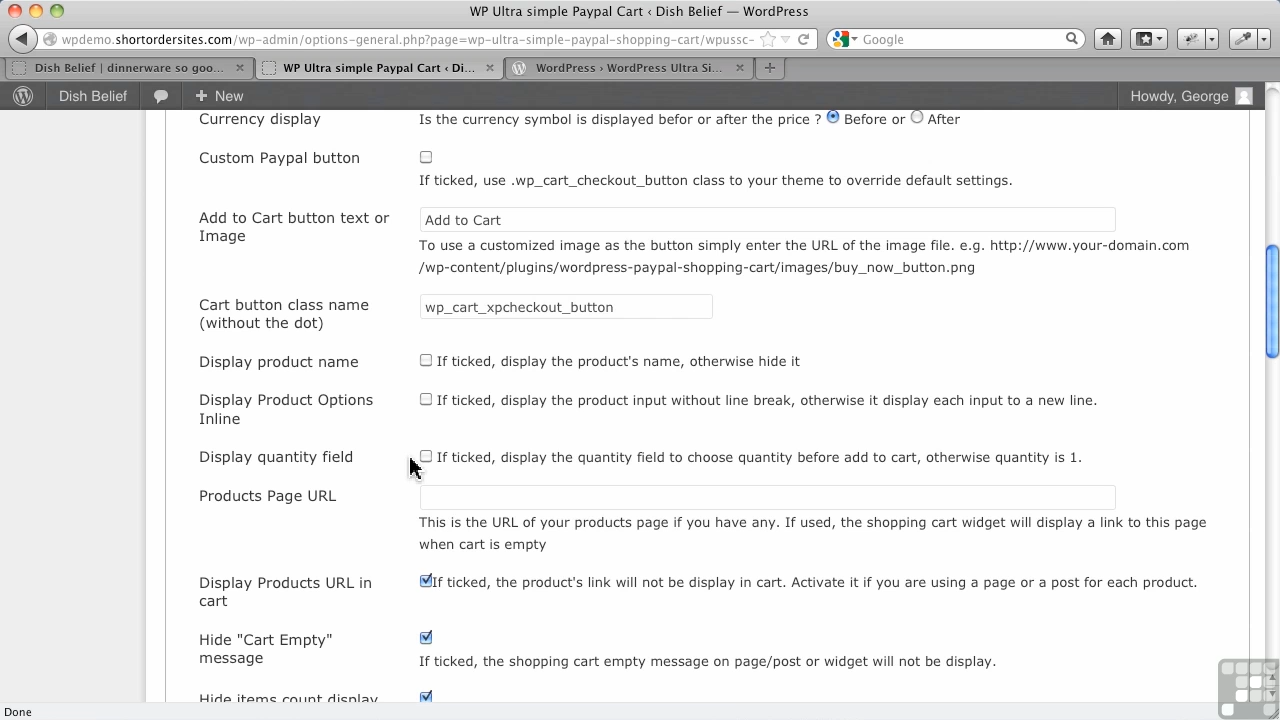 WP Ultra simple Paypal Cart ‹ Dish Belief — WordPress
wpdemo.shortordersites.com/wp-admin/options-general.php?page=wp-ultra-simple-paypal-shopping-cart/wpussc-
Google
Dish Belief | dinnerware so goo...
WP Ultra simple Paypal Cart ‹ Di...
WordPress › WordPress Ultra Si...
Dish Belief
+ New
Howdy, George
Currency display
Is the currency symbol is displayed befor or after the price ? Before or After
Custom Paypal button
If ticked, use .wp_cart_checkout_button class to your theme to override default settings.
Add to Cart button text or
Image
Add to Cart
To use a customized image as the button simply enter the URL of the image file. e.g. http://www.your-domain.com
/wp-content/plugins/wordpress-paypal-shopping-cart/images/buy_now_button.png
Cart button class name
(without the dot)
wp_cart_xpcheckout_button
Display product name
If ticked, display the product's name, otherwise hide it
Display Product Options
Inline
If ticked, display the product input without line break, otherwise it display each input to a new line.
Display quantity field
If ticked, display the quantity field to choose quantity before add to cart, otherwise quantity is 1.
Products Page URL
This is the URL of your products page if you have any. If used, the shopping cart widget will display a link to this page
when cart is empty
Display Products URL in
cart
If ticked, the product's link will not be display in cart. Activate it if you are using a page or a post for each product.
Hide "Cart Empty"
message
If ticked, the shopping cart empty message on page/post or widget will not be display.
Hide items count display
Done